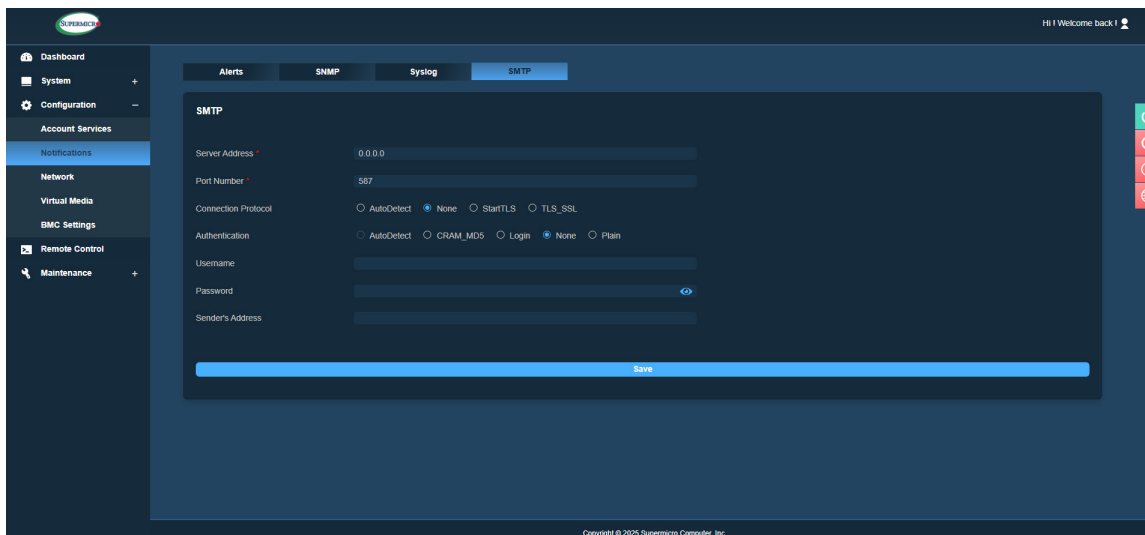 SUPERMICR
Hi ! Welcome back !
Dashboard
System +
Configuration −
Account Services
Notifications
Network
Virtual Media
BMC Settings
Remote Control
Maintenance +
Alerts SNMP Syslog SMTP
SMTP
Server Address * 0.0.0.0
Port Number * 587
Connection Protocol AutoDetect None StartTLS TLS_SSL
Authentication AutoDetect CRAM_MD5 Login None Plain
Username
Password
Sender's Address
Save
Copyright © 2025 Supermicro Computer, Inc.